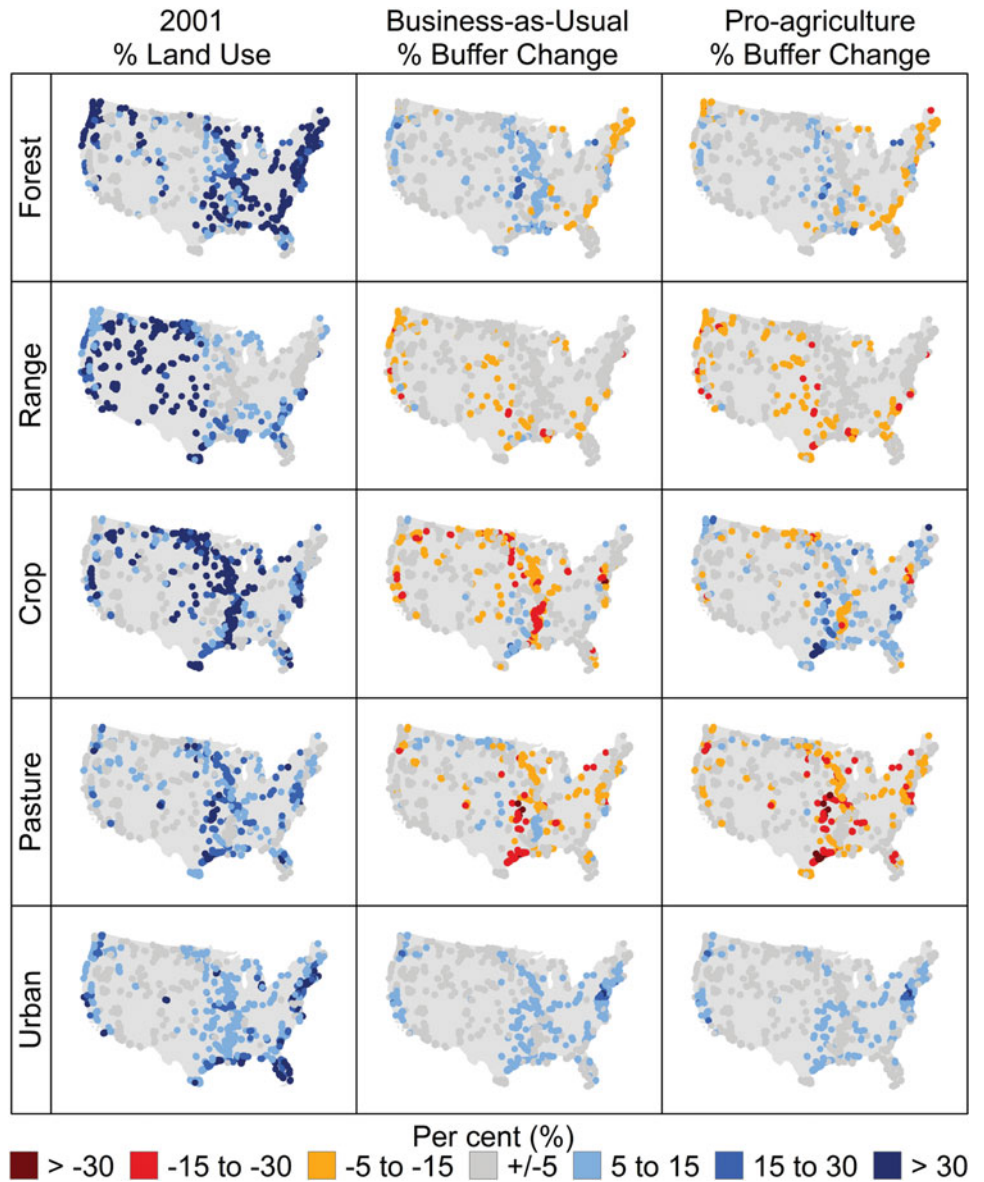 2001
% Land Use
Business-as-Usual
% Buffer Change
Pro-agriculture
% Buffer Change
Forest
Range
Crop
Pasture
Urban
Per cent (%)
> -30 -15 to -30 -5 to -15 +/-5 5 to 15 15 to 30 > 30